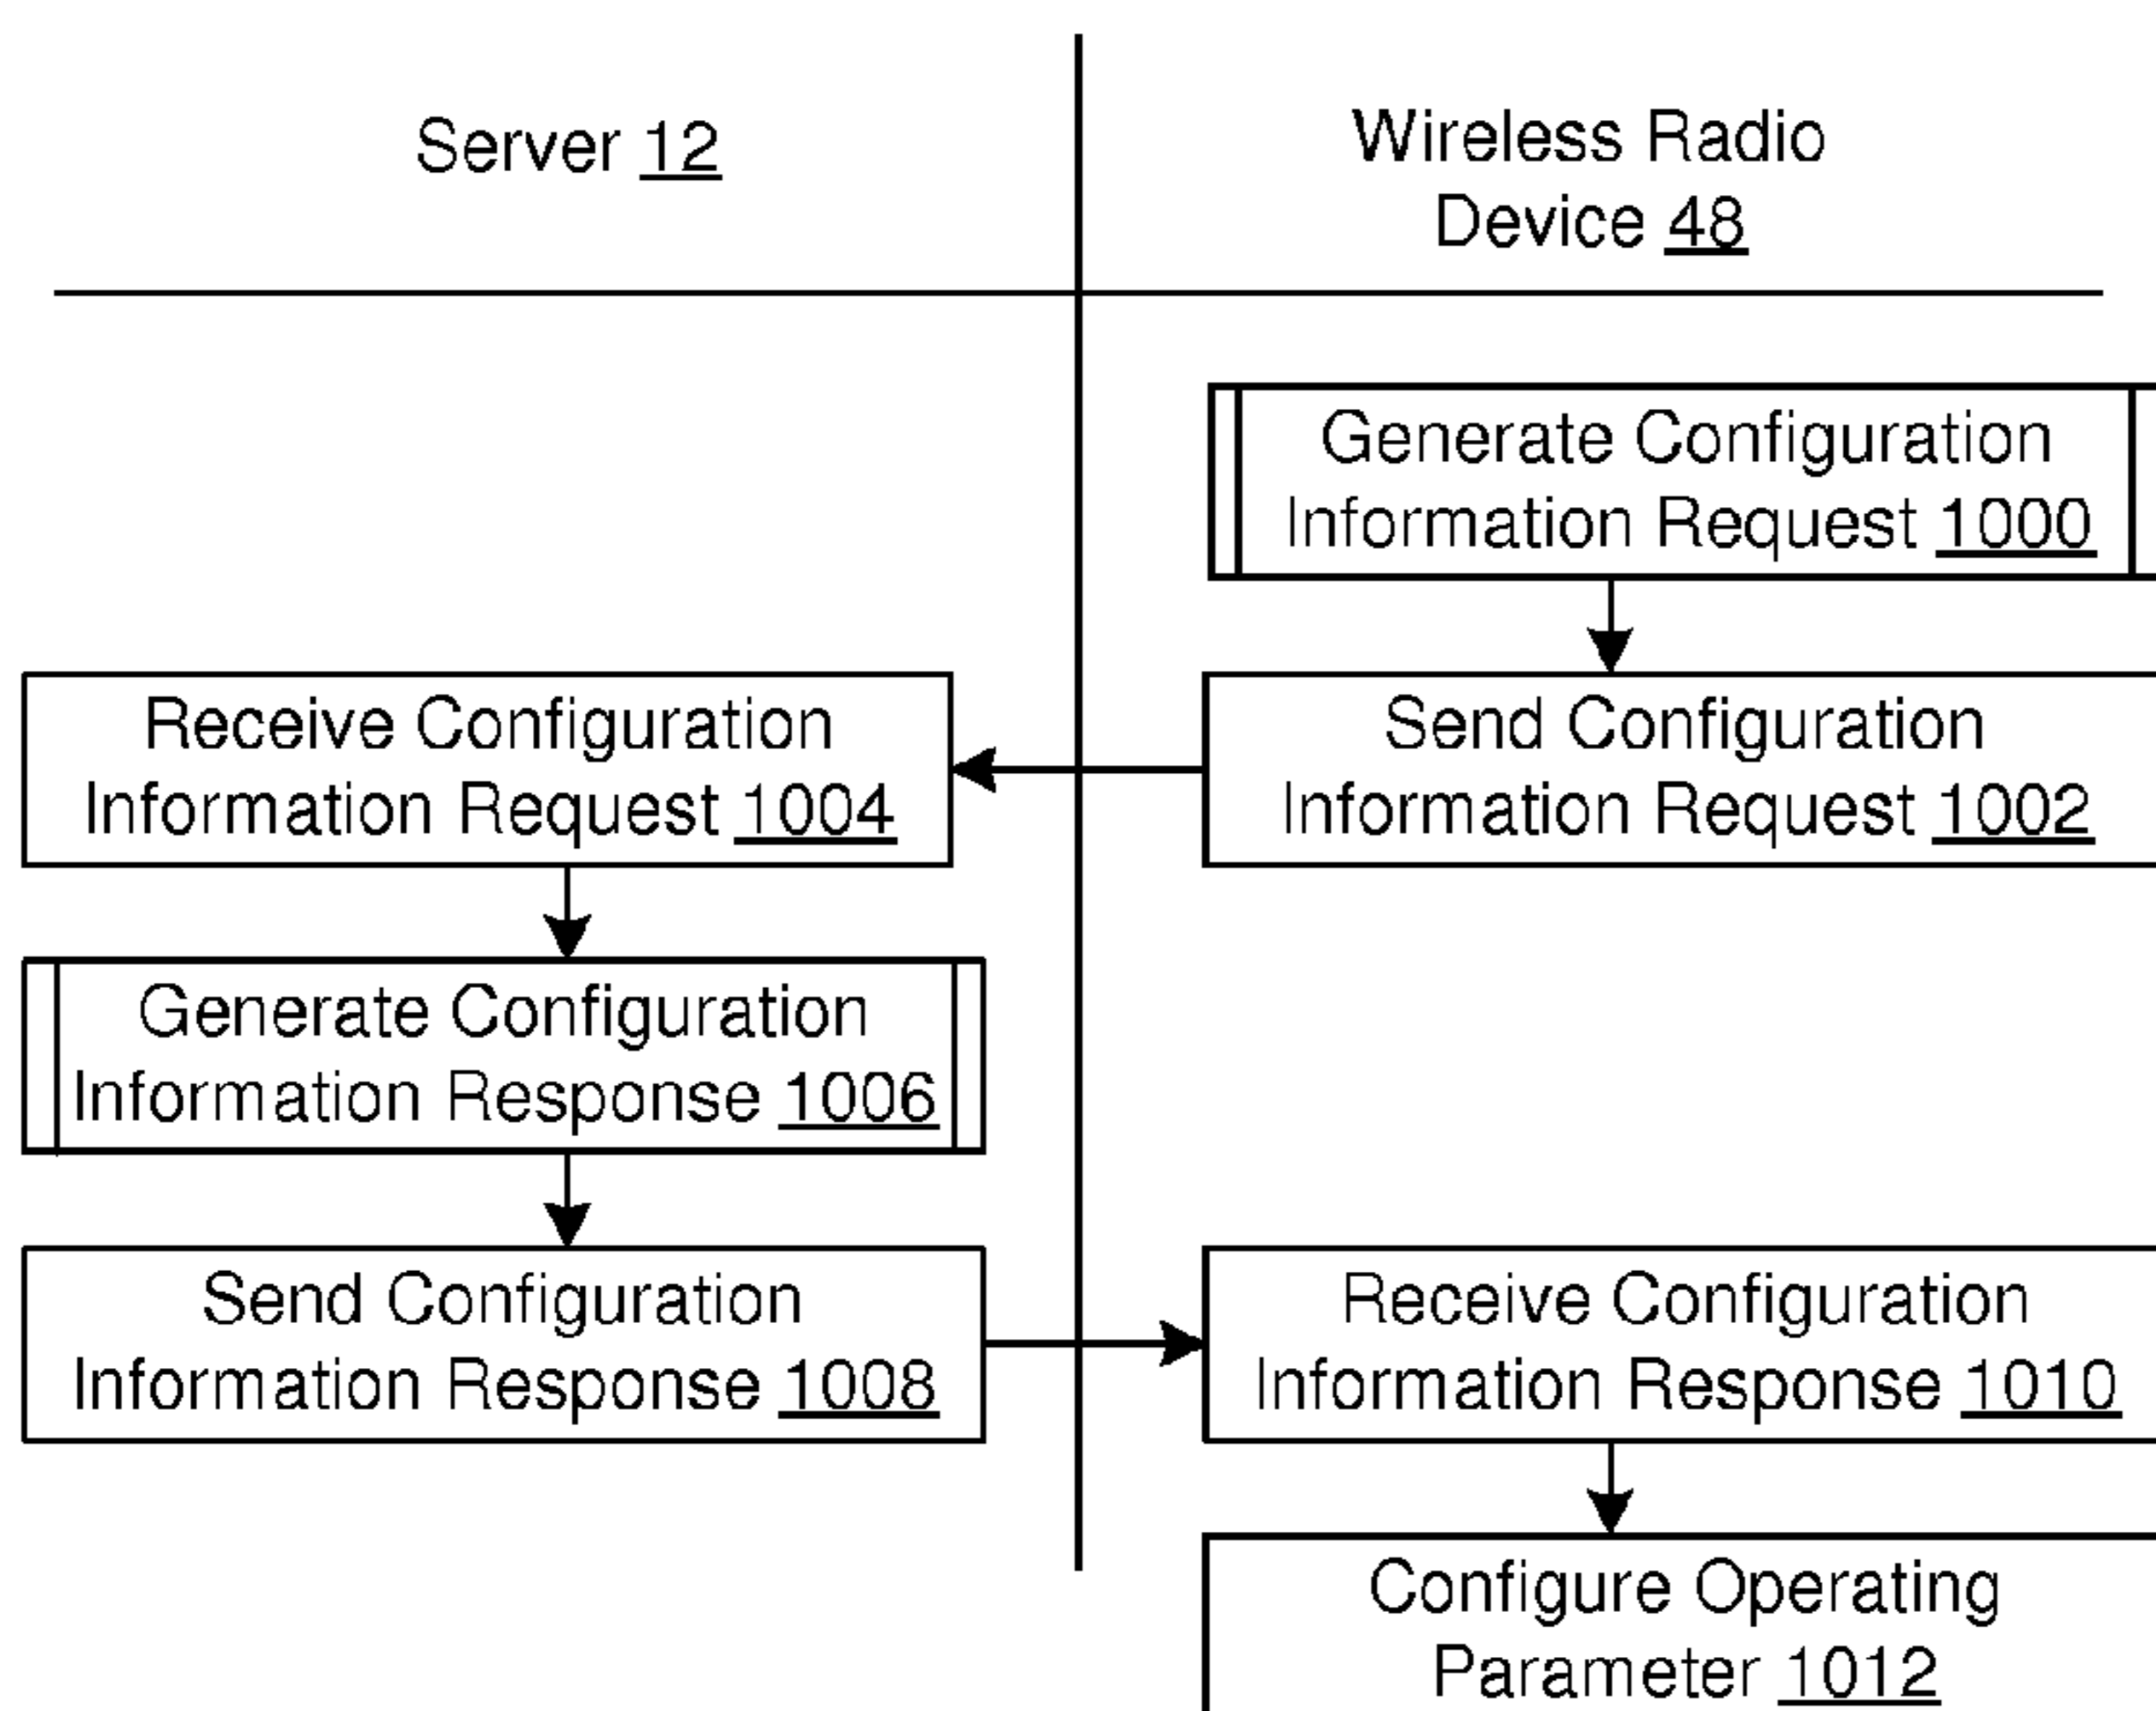 Server 12
Wireless Radio
Device 48
Generate Configuration
Information Request 1000
Send Configuration
Information Request 1002
Receive Configuration
Information Request 1004
Generate Configuration
Information Response 1006
Send Configuration
Information Response 1008
Receive Configuration
Information Response 1010
Configure Operating
Parameter 1012